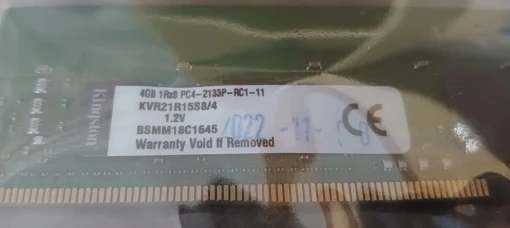 Kingston
4GB 1Rx8 PC4-2133P-RC1-11
KVR21R15S8/4
1.2V
BSMM18C1645
Warranty Void If Removed
CE